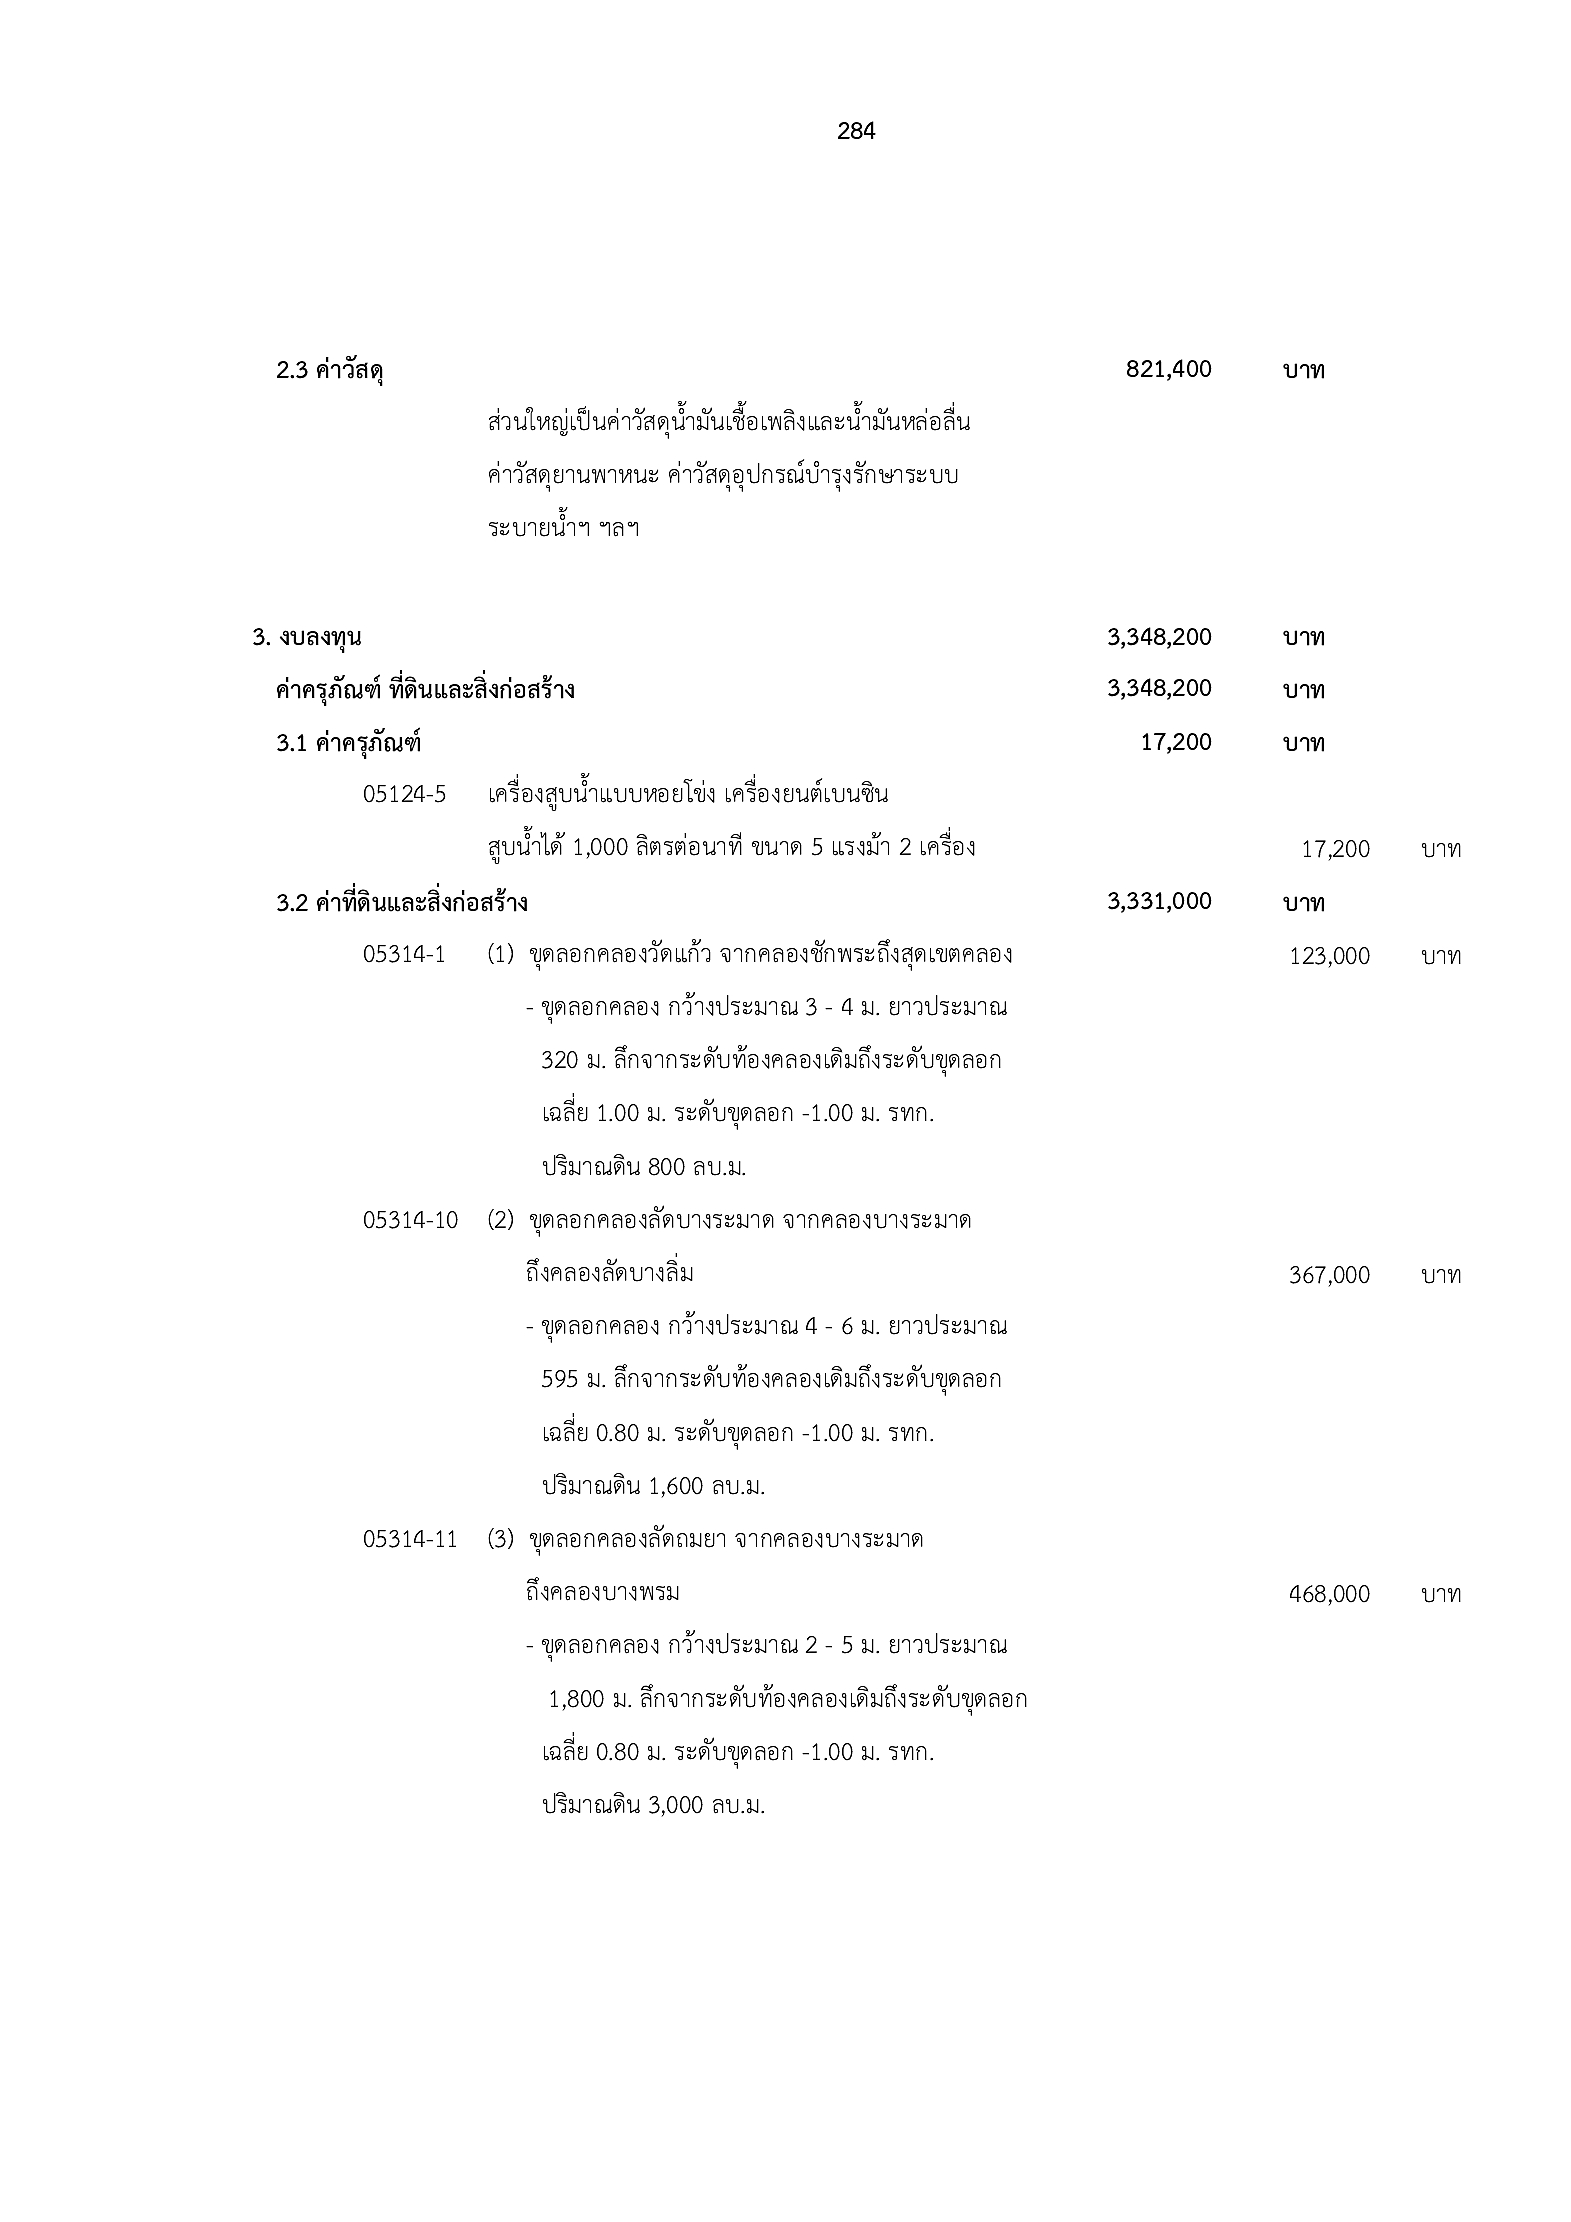 284
2.3 ค่าวัสดุ 821,400 บาท
ส่วนใหญ่เป็นค่าวัสดุน้ำมันเชื้อเพลิงและน้ำมันหล่อลื่น
ค่าวัสดุยานพาหนะ ค่าวัสดุอุปกรณ์บำรุงรักษาระบบ
ระบายน้ำฯ ฯลฯ
3. งบลงทุน 3,348,200 บาท
ค่าครุภัณฑ์ ที่ดินและสิ่งก่อสร้าง 3,348,200 บาท
3.1 ค่าครุภัณฑ์ 17,200 บาท
05124-5 เครื่องสูบน้ำแบบหอยโข่ง เครื่องยนต์เบนซิน
สูบน้ำได้ 1,000 ลิตรต่อนาที ขนาด 5 แรงม้า 2 เครื่อง 17,200 บาท
3.2 ค่าที่ดินและสิ่งก่อสร้าง 3,331,000 บาท
05314-1 (1) ขุดลอกคลองวัดแก้ว จากคลองชักพระถึงสุดเขตคลอง 123,000 บาท
- ขุดลอกคลอง กว้างประมาณ 3 - 4 ม. ยาวประมาณ
320 ม. ลึกจากระดับท้องคลองเดิมถึงระดับขุดลอก
เฉลี่ย 1.00 ม. ระดับขุดลอก -1.00 ม. รทก.
ปริมาณดิน 800 ลบ.ม.
05314-10 (2) ขุดลอกคลองลัดบางระมาด จากคลองบางระมาด
ถึงคลองลัดบางลิ่ม 367,000 บาท
- ขุดลอกคลอง กว้างประมาณ 4 - 6 ม. ยาวประมาณ
595 ม. ลึกจากระดับท้องคลองเดิมถึงระดับขุดลอก
เฉลี่ย 0.80 ม. ระดับขุดลอก -1.00 ม. รทก.
ปริมาณดิน 1,600 ลบ.ม.
05314-11 (3) ขุดลอกคลองลัดถมยา จากคลองบางระมาด
ถึงคลองบางพรม 468,000 บาท
- ขุดลอกคลอง กว้างประมาณ 2 - 5 ม. ยาวประมาณ
1,800 ม. ลึกจากระดับท้องคลองเดิมถึงระดับขุดลอก
เฉลี่ย 0.80 ม. ระดับขุดลอก -1.00 ม. รทก.
ปริมาณดิน 3,000 ลบ.ม.